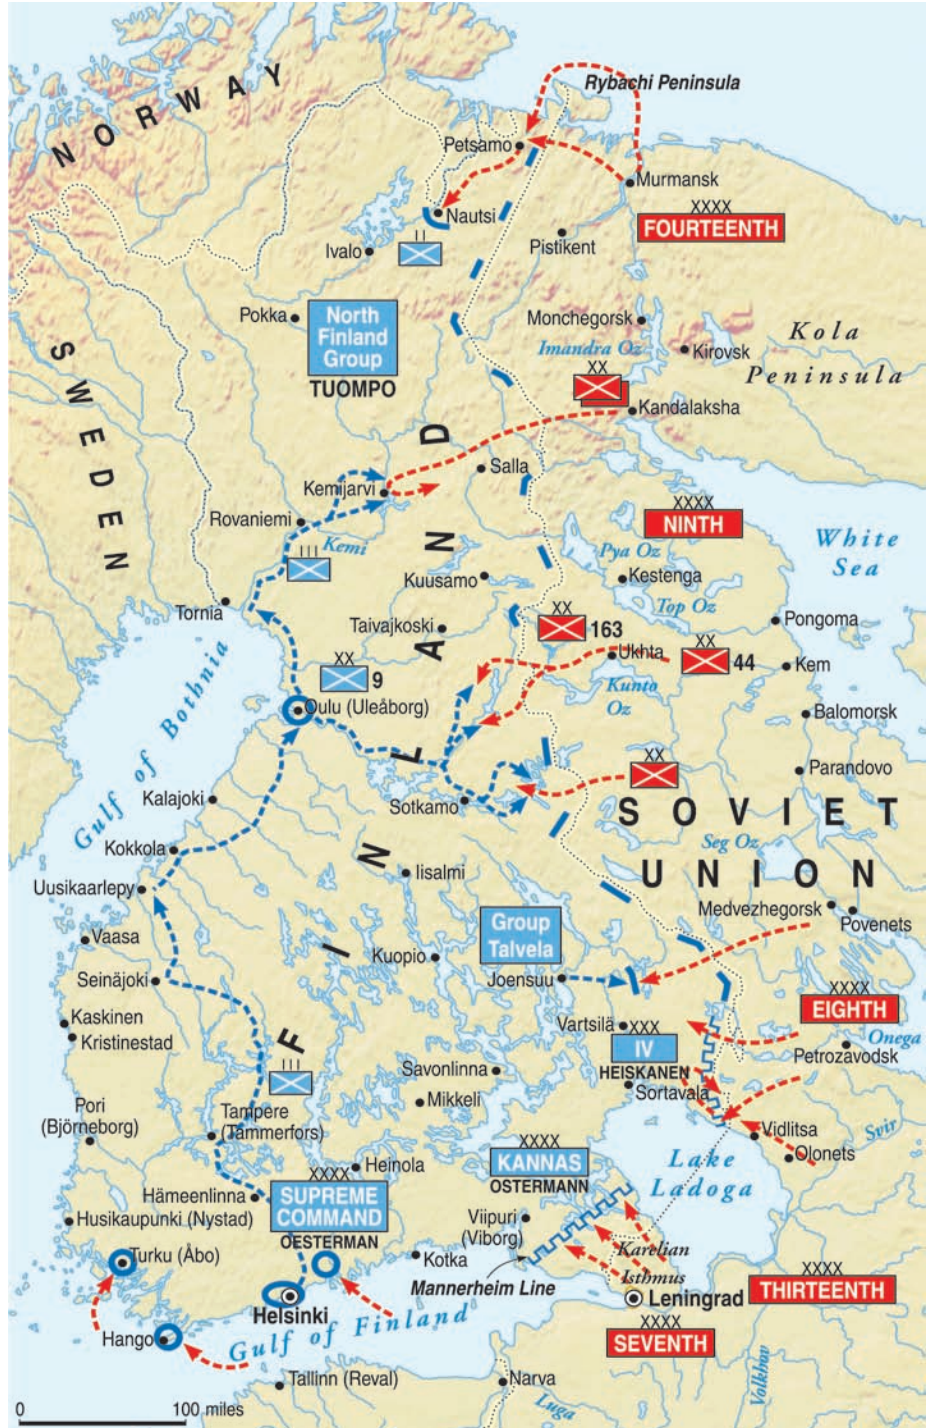 NORWAY
Rybachi Peninsula
Petsamo
Murmansk
XXXX
FOURTEENTH
Nautsi
II
Ivalo
Pistikent
Pokka
North
Finland
Group
TUOMPO
Monchegorsk
Imandra Oz
Kirovsk
Kola
Peninsula
SWEDEN
XX
Kandalaksha
Salla
Kemijarvi
Rovaniemi
XXXX
NINTH
Kemi
III
Pya Oz
Kestenga
White
Sea
Kuusamo
Top Oz
Tornia
Taivajkoski
XX
163
Pongoma
Ukhta
XX
44
Kem
XX
9
Kunto
Oz
Oulu (Uleåborg)
Balomorsk
Gulf of Bothnia
XX
Parandovo
Kalajoki
Sotkamo
SOVIET
UNION
Seg Oz
Kokkola
Iisalmi
Uusikaarlepy
Medvezhegorsk
Povenets
Group
Talvela
Vaasa
Kuopio
Seinäjoki
Joensuu
XXXX
EIGHTH
Kaskinen
Kristinestad
Vartsilä
XXX
IV
HEISKANEN
Onega
Petrozavodsk
FINLAND
III
Savonlinna
Sortavala
Mikkeli
Pori
(Björneborg)
Tampere
(Tammerfors)
Vidlitsa
Svir
Olonets
XXXX
KANNAS
OSTERMANN
Lake
Ladoga
Heinola
XXXX
SUPREME
COMMAND
OESTERMAN
Hämeenlinna
Husikaupunki (Nystad)
Viipuri
(Viborg)
Turku (Åbo)
Kotka
Karelian
Isthmus
Mannerheim Line
XXXX
THIRTEENTH
Helsinki
Leningrad
XXXX
SEVENTH
Hango
Gulf of Finland
Tallinn (Reval)
Narva
Luga
Volkhov
0 100 miles